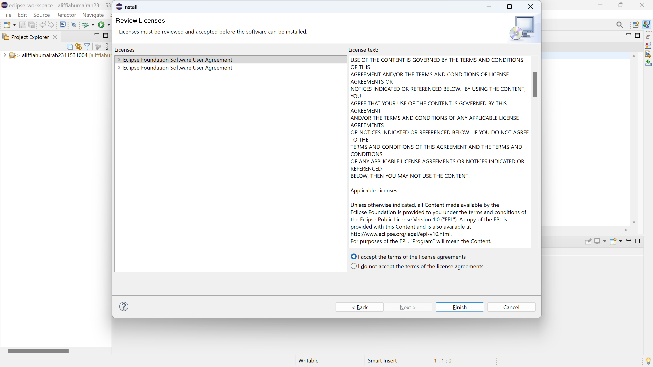 File Edit Source Refactor Navigate
Project Explorer
Install
Review Licenses
Licenses must be reviewed and accepted before the software can be installed.
Licenses:
Eclipse Foundation Software User Agreement
Eclipse Foundation Software User Agreement
License text:
USE OF THE CONTENT IS GOVERNED BY THE TERMS AND CONDITIONS
OF THIS
AGREEMENT AND/OR THE TERMS AND CONDITIONS OF LICENSE
AGREEMENTS OR
NOTICES INDICATED OR REFERENCED BELOW. BY USING THE CONTENT,
YOU
AGREE THAT YOUR USE OF THE CONTENT IS GOVERNED BY THIS
AGREEMENT
AND/OR THE TERMS AND CONDITIONS OF ANY APPLICABLE LICENSE
AGREEMENTS
OR NOTICES INDICATED OR REFERENCED BELOW. IF YOU DO NOT AGREE
TO THE
TERMS AND CONDITIONS OF THIS AGREEMENT AND THE TERMS AND
CONDITIONS
OF ANY APPLICABLE LICENSE AGREEMENTS OR NOTICES INDICATED OR
REFERENCED
BELOW, THEN YOU MAY NOT USE THE CONTENT.
Applicable Licenses
Unless otherwise indicated, all Content made available by the
Eclipse Foundation is provided to you under the terms and conditions of
the Eclipse Public License Version 1.0 ("EPL"). A copy of the EPL is
provided with this Content and is also available at
http://www.eclipse.org/legal/epl-v10.html.
For purposes of the EPL, "Program" will mean the Content.
I accept the terms of the license agreements
I do not accept the terms of the license agreements
< Back
Next >
Finish
Cancel
Writable
Smart Insert